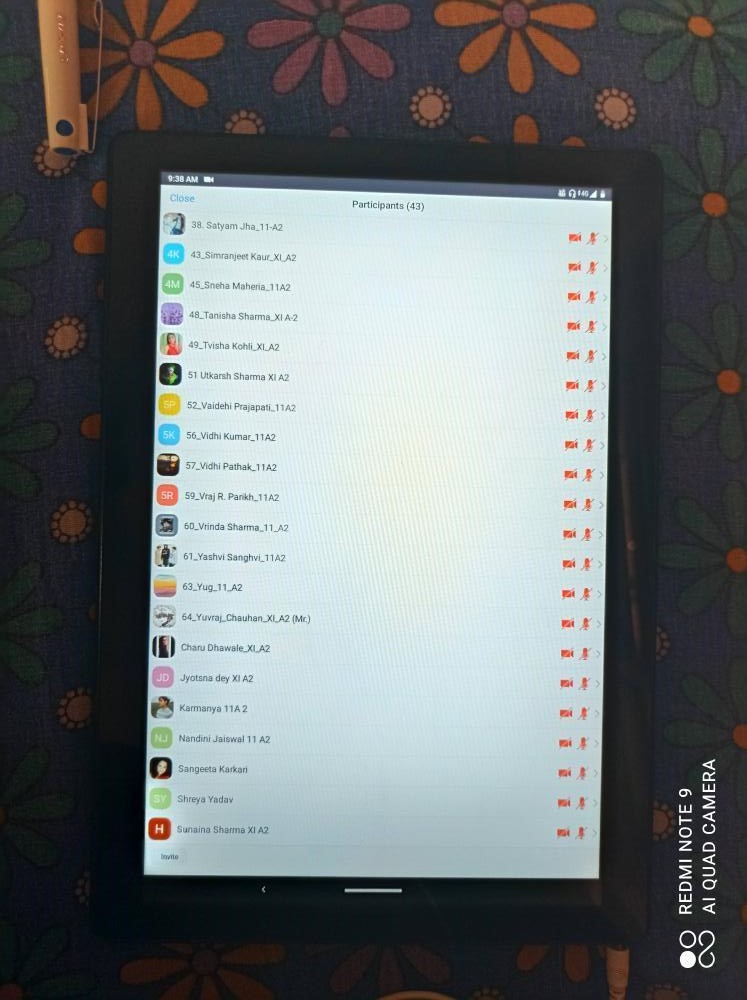 9:38 AM
4G
Close
Participants (43)
38. Satyam Jha_11-A2
4K 43_Simranjeet Kaur_XI_A2
4M 45_Sneha Maheria_11A2
48_Tanisha Sharma_XI A-2
49_Tvisha Kohli_XI_A2
51 Utkarsh Sharma XI A2
5P 52_Vaidehi Prajapati_11A2
5K 56_Vidhi Kumar_11A2
57_Vidhi Pathak_11A2
5R 59_Vraj R. Parikh_11A2
60_Vrinda Sharma_11_A2
61_Yashvi Sanghvi_11A2
63_Yug_11_A2
64_Yuvraj_Chauhan_XI_A2 (Mr.)
Charu Dhawale_XI_A2
JD Jyotsna dey XI A2
Karmanya 11A 2
NJ Nandini Jaiswal 11 A2
Sangeeta Karkari
SY Shreya Yadav
H Sunaina Sharma XI A2
Invite
REDMI NOTE 9
AI QUAD CAMERA